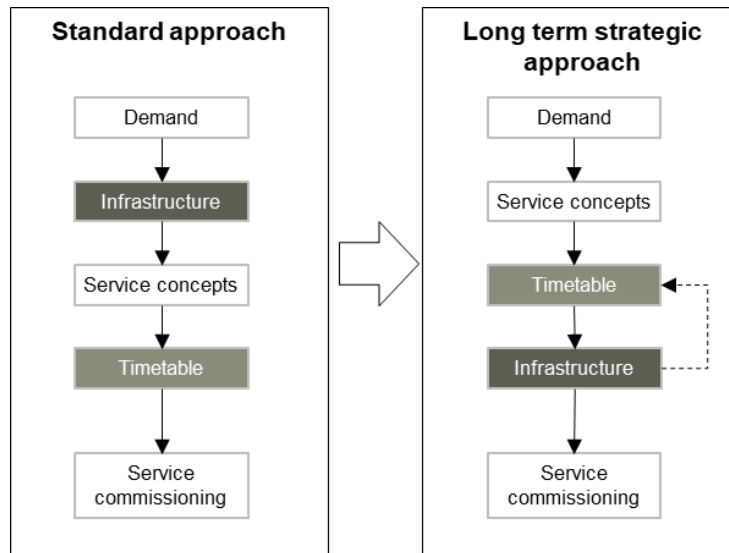 Standard approach
Demand
Infrastructure
Service concepts
Timetable
Service
commissioning
Long term strategic
approach
Demand
Service concepts
Timetable
Infrastructure
Service
commissioning